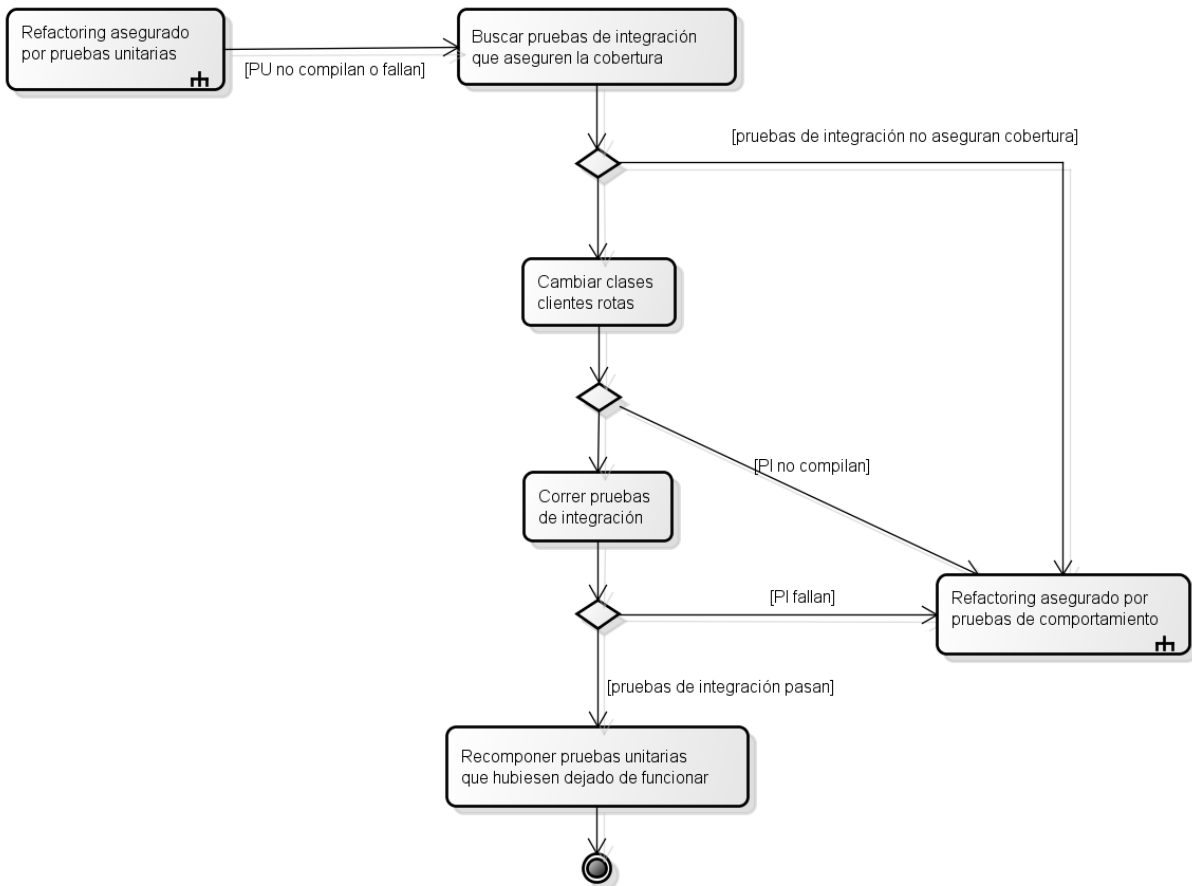 Refactoring asegurado
por pruebas unitarias
[PU no compilan o fallan]
Buscar pruebas de integración
que aseguren la cobertura
[pruebas de integración no aseguran cobertura]
Cambiar clases
clientes rotas
[PI no compilan]
Correr pruebas
de integración
[PI fallan]
Refactoring asegurado por
pruebas de comportamiento
[pruebas de integración pasan]
Recomponer pruebas unitarias
que hubiesen dejado de funcionar